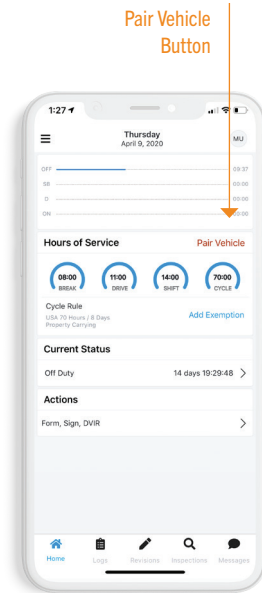 Pair Vehicle
Button
1:27
Thursday
April 9, 2020
MU
OFF 09:37
SB 00:00
D 00:00
ON 00:00
Hours of Service Pair Vehicle
08:00 11:00 14:00 70:00
BREAK DRIVE SHIFT CYCLE
Cycle Rule
USA 70 Hours / 8 Days
Property Carrying
Add Exemption
Current Status
Off Duty 14 days 19:29:48
Actions
Form, Sign, DVIR
Home Logs Revisions Inspections Messages